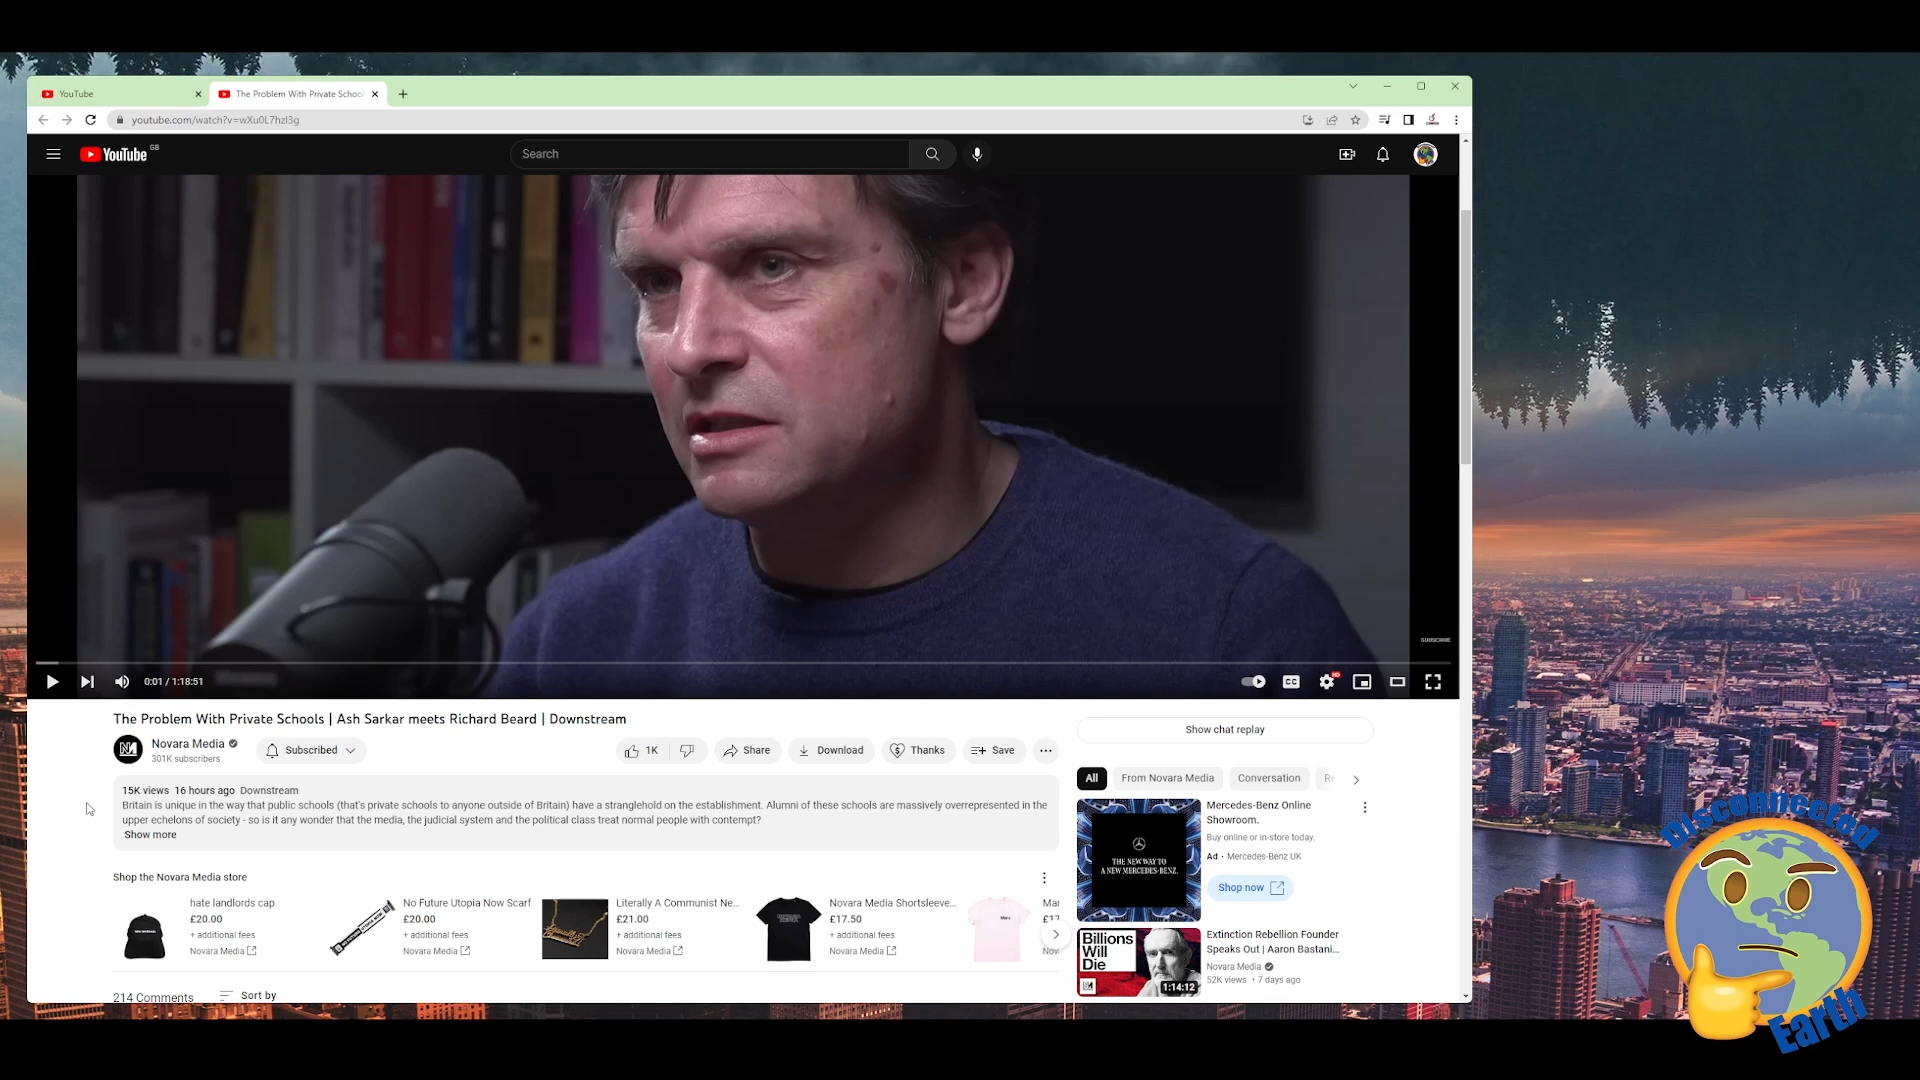 YouTube
The Problem With Private School
youtube.com/watch?v=wXu0L7hzI3g
YouTube GB
Search
SUBSCRIBE
0:01 / 1:18:51
CC
HD
The Problem With Private Schools | Ash Sarkar meets Richard Beard | Downstream
Novara Media
301K subscribers
Subscribed
1K
Share
Download
Thanks
Save
Show chat replay
All
From Novara Media
Conversation
Re
15K views 16 hours ago Downstream
Britain is unique in the way that public schools (that's private schools to anyone outside of Britain) have a stranglehold on the establishment. Alumni of these schools are massively overrepresented in the
upper echelons of society - so is it any wonder that the media, the judicial system and the political class treat normal people with contempt?
Show more
Shop the Novara Media store
hate landlords cap
£20.00
+ additional fees
Novara Media
No Future Utopia Now Scarf
£20.00
+ additional fees
Novara Media
Literally A Communist Ne...
£21.00
+ additional fees
Novara Media
Novara Media Shortsleeve...
£17.50
+ additional fees
Novara Media
Mar
£17
Nov
214 Comments
Sort by
THE NEW WAY TO
A NEW MERCEDES-BENZ.
Mercedes-Benz Online
Showroom.
Buy online or in-store today.
Ad · Mercedes-Benz UK
Shop now
Billions
Will
Die
1:14:12
Extinction Rebellion Founder
Speaks Out | Aaron Bastani...
Novara Media
52K views · 7 days ago
Disconnected
Earth